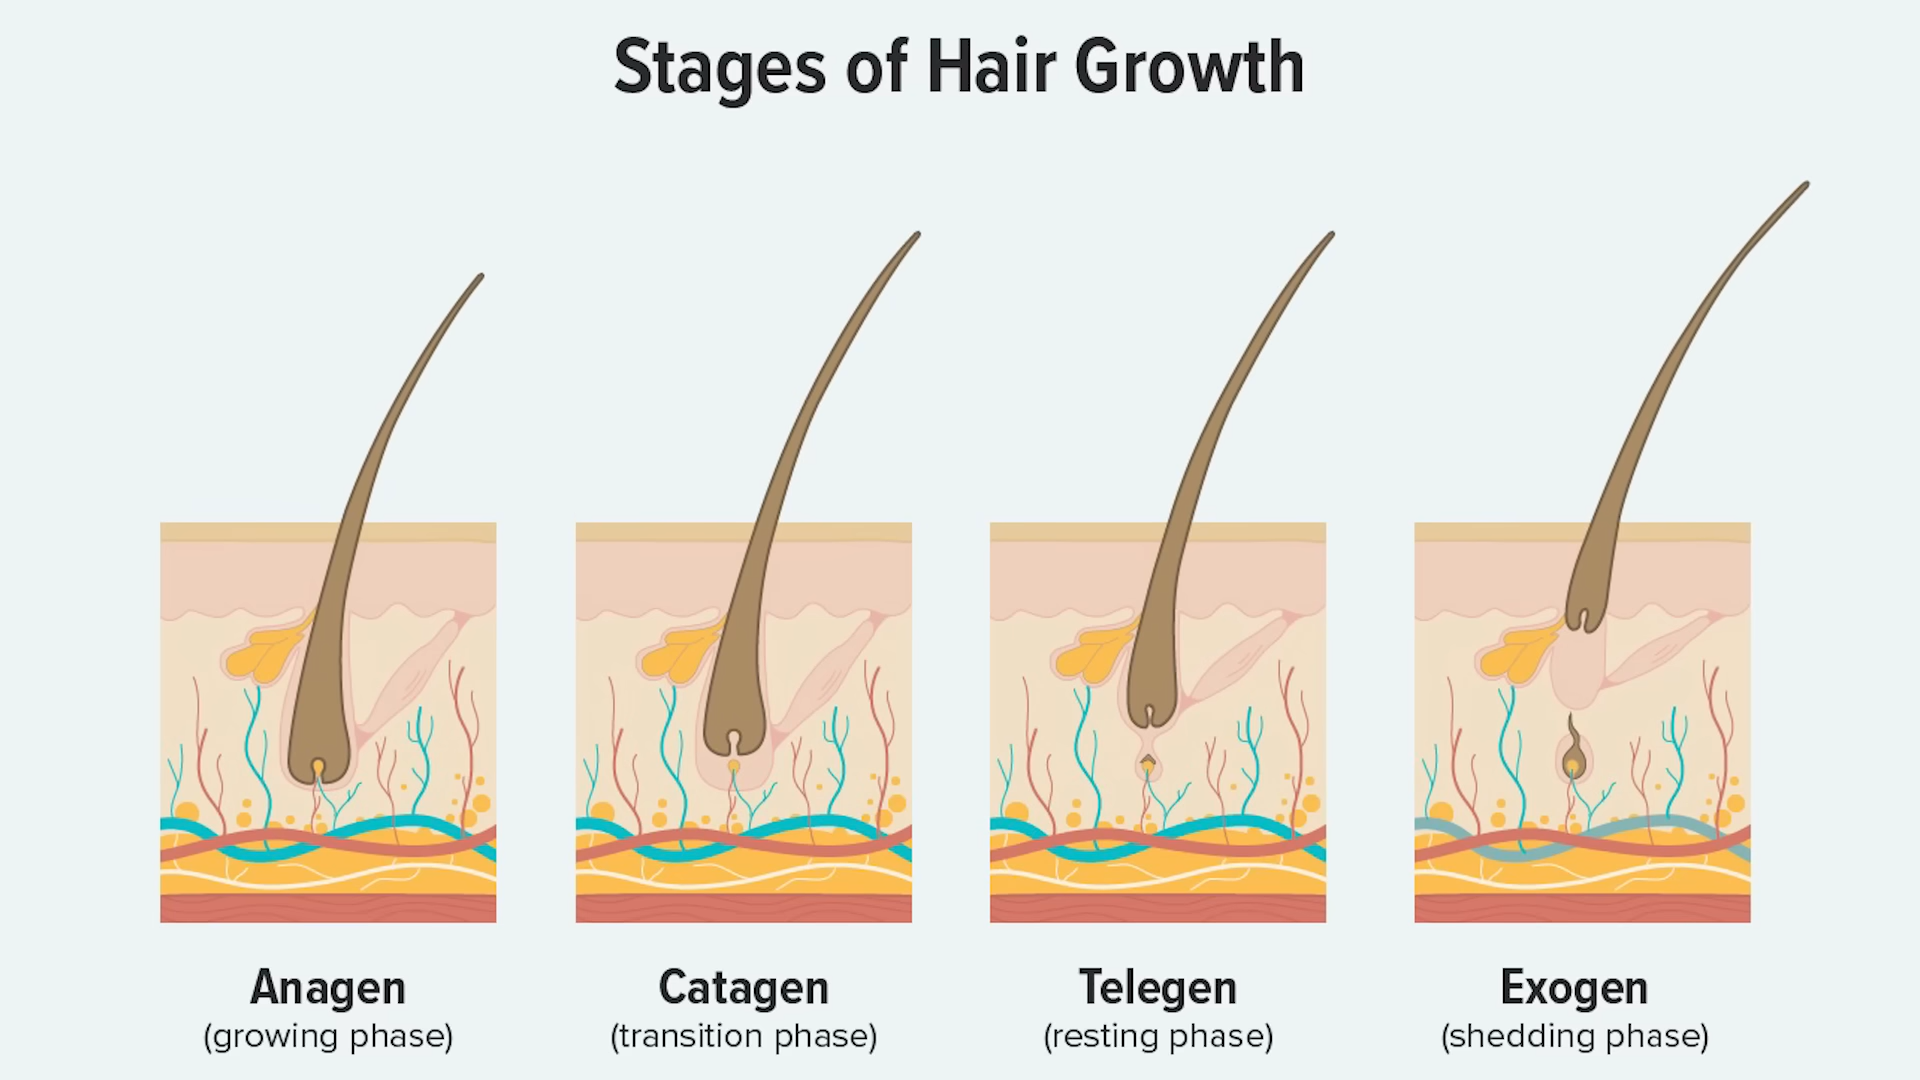 Stages of Hair Growth
Anagen
(growing phase)
Catagen
(transition phase)
Telegen
(resting phase)
Exogen
(shedding phase)